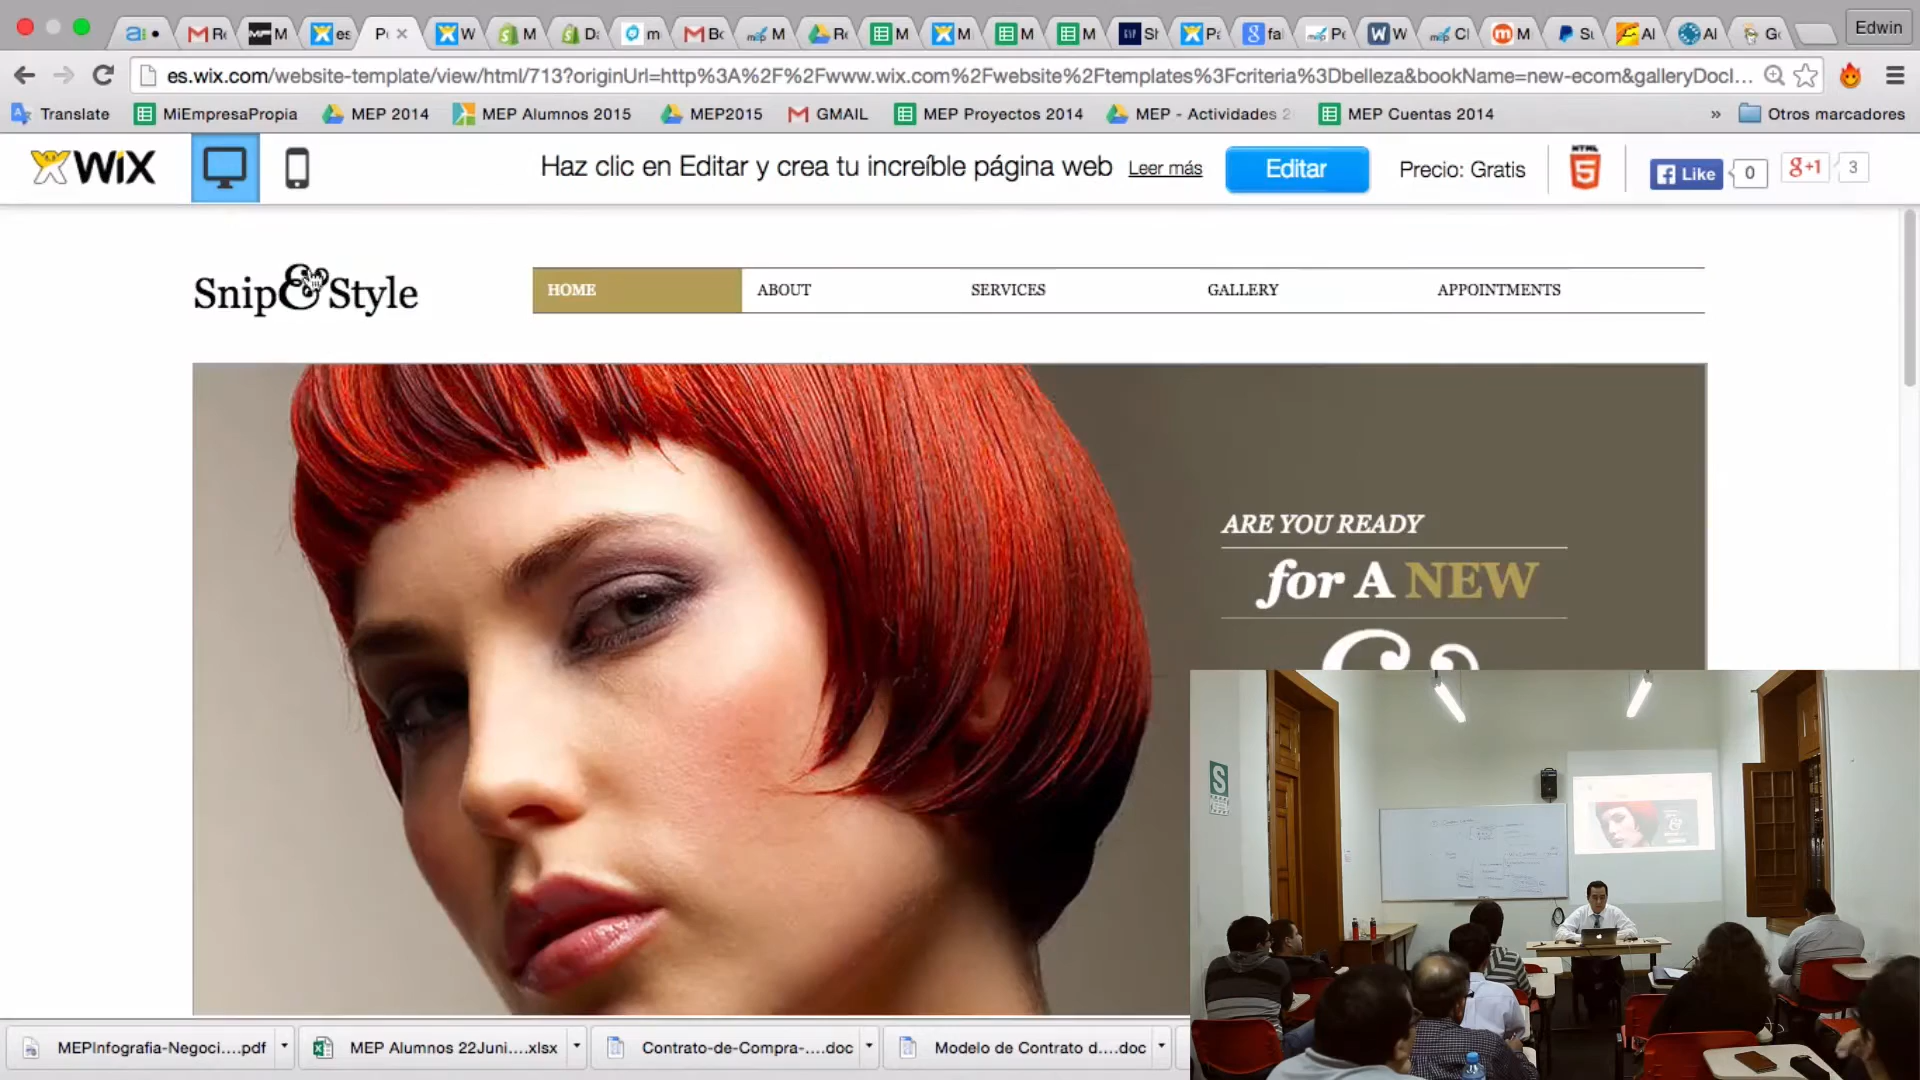 Edwin
es.wix.com/website-template/view/html/713?originUrl=http%3A%2F%2Fwww.wix.com%2Fwebsite%2Ftemplates%3Fcriteria%3Dbelleza&bookName=new-ecom&galleryDocI...
Translate MiEmpresaPropia MEP 2014 MEP Alumnos 2015 MEP2015 GMAIL MEP Proyectos 2014 MEP - Actividades 2 MEP Cuentas 2014 » Otros marcadores
WiX Haz clic en Editar y crea tu increíble página web Leer más Editar Precio: Gratis HTML 5 Like 0 g+1 3
Snip&Style HOME ABOUT SERVICES GALLERY APPOINTMENTS
ARE YOU READY
for A NEW
&
S
MEPInfografia-Negoci....pdf MEP Alumnos 22Juni....xlsx Contrato-de-Compra-....doc Modelo de Contrato d....doc